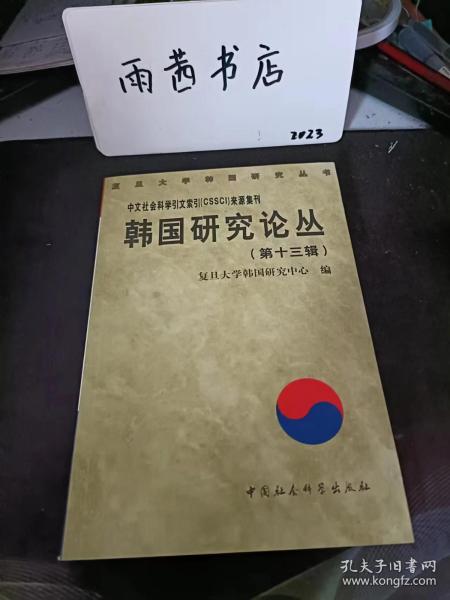 雨茜书店
2023
复旦大学韩国研究丛书
中文社会科学引文索引(CSSCI)来源集刊
韩国研究论丛
(第十三辑)
复旦大学韩国研究中心 编
中国社会科学出版社
孔夫子旧书网
www.kongfz.com